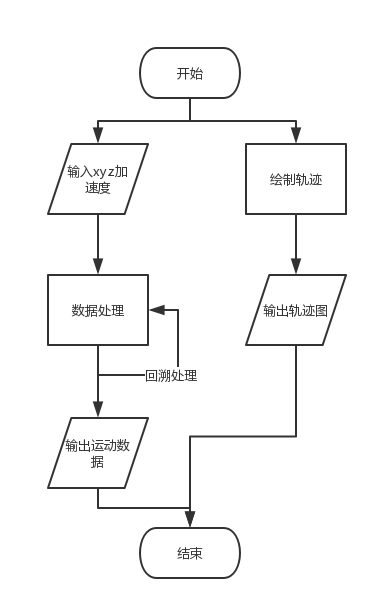 开始
输入xyz加
速度
绘制轨迹
数据处理
输出轨迹图
回溯处理
输出运动数
据
结束